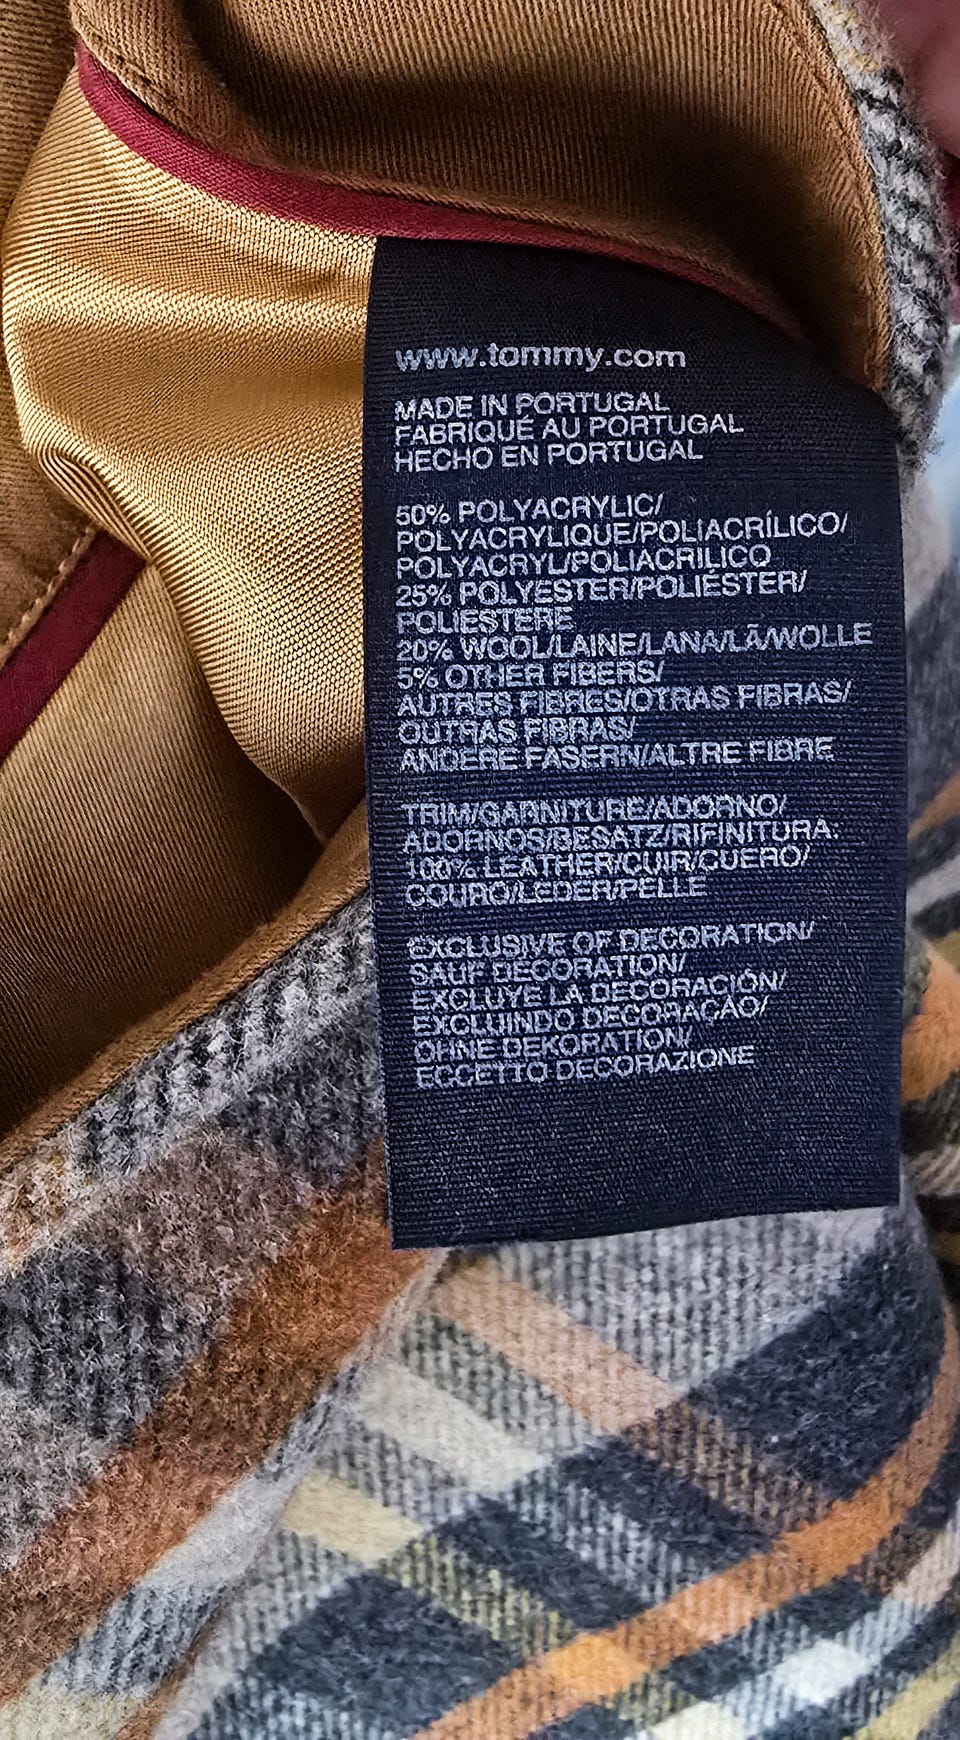 www.tommy.com
MADE IN PORTUGAL
FABRIQUÉ AU PORTUGAL
HECHO EN PORTUGAL
50% POLYACRYLIC/
POLYACRYLIQUE/POLIACRÍLICO/
POLYACRYL/POLIACRILICO
25% POLYESTER/POLIÉSTER/
POLIESTERE
20% WOOL/LAINE/LANA/LÃ/WOLLE
5% OTHER FIBERS/
AUTRES FIBRES/OTRAS FIBRAS/
OUTRAS FIBRAS/
ANDERE FASERN/ALTRE FIBRE
TRIM/GARNITURE/ADORNO/
ADORNOS/BESATZ/RIFINITURA:
100% LEATHER/CUIR/CUERO/
COURO/LEDER/PELLE
EXCLUSIVE OF DECORATION/
SAUF DÉCORATION/
EXCLUYE LA DECORACIÓN/
EXCLUINDO DECORAÇÃO/
OHNE DEKORATION/
ECCETTO DECORAZIONE